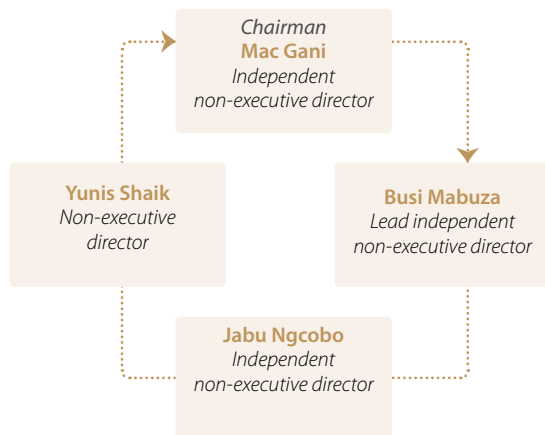 Chairman
Mac Gani
Independent
non-executive director
Yunis Shaik
Non-executive
director
Busi Mabuza
Lead independent
non-executive director
Jabu Ngcobo
Independent
non-executive director